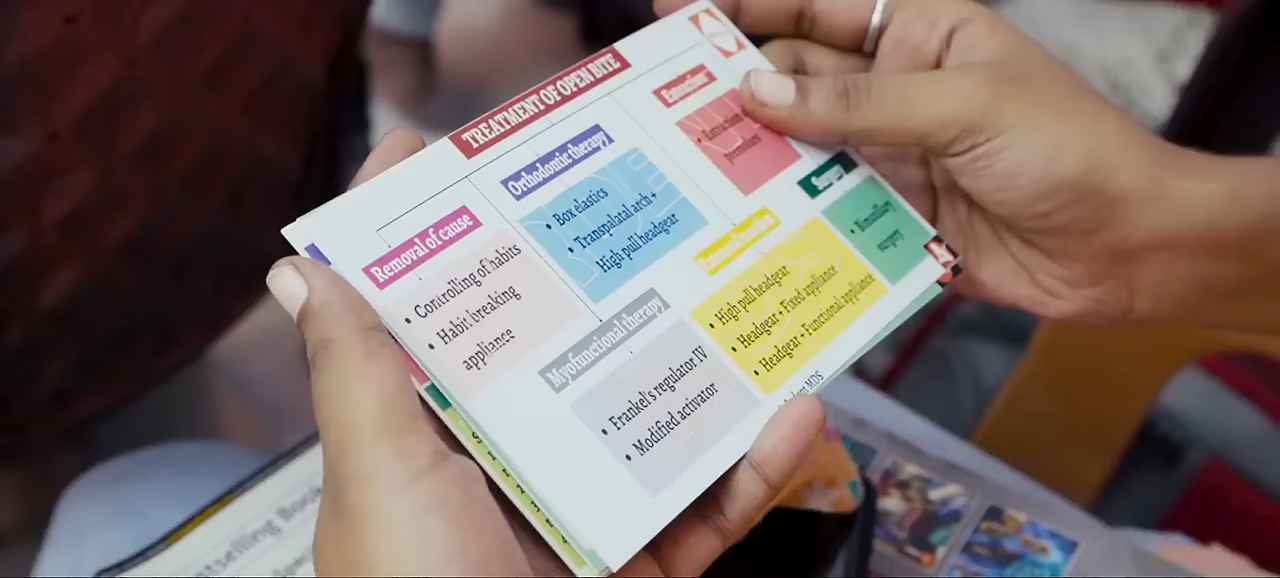 TREATMENT OF OPEN BITE
Removal of cause
• Controlling of habits
• Habit breaking
appliance
Orthodontic therapy
• Box elastics
• Transpalatal arch +
High pull headgear
Myofunctional therapy
• Frankel's regulator IV
• Modified activator
Extraction
• Extraction
premolars
• High pull headgear
• Headgear + Fixed appliance
• Headgear + Functional appliance
Surgery
• Bimaxillary
surgery
MDS